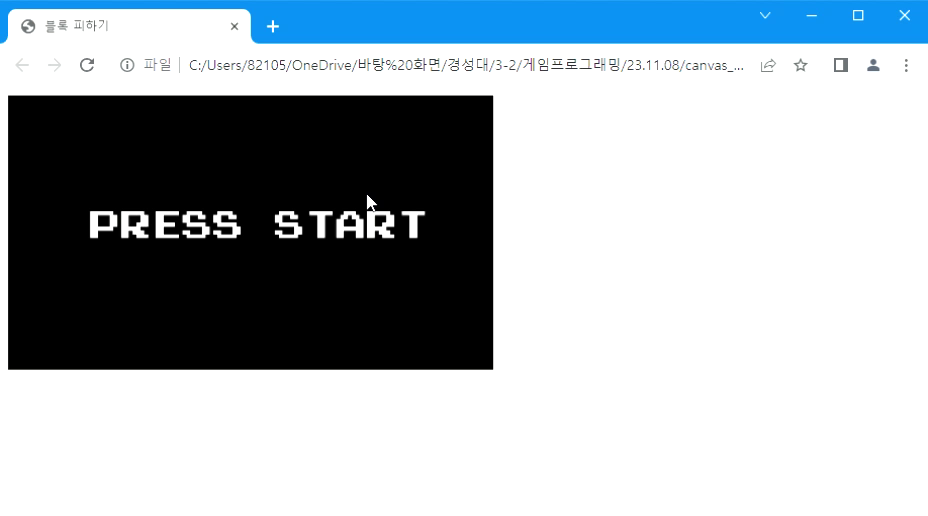 블록 피하기
파일 C:/Users/82105/OneDrive/바탕%20화면/경성대/3-2/게임프로그래밍/23.11.08/canvas_...
PRESS START